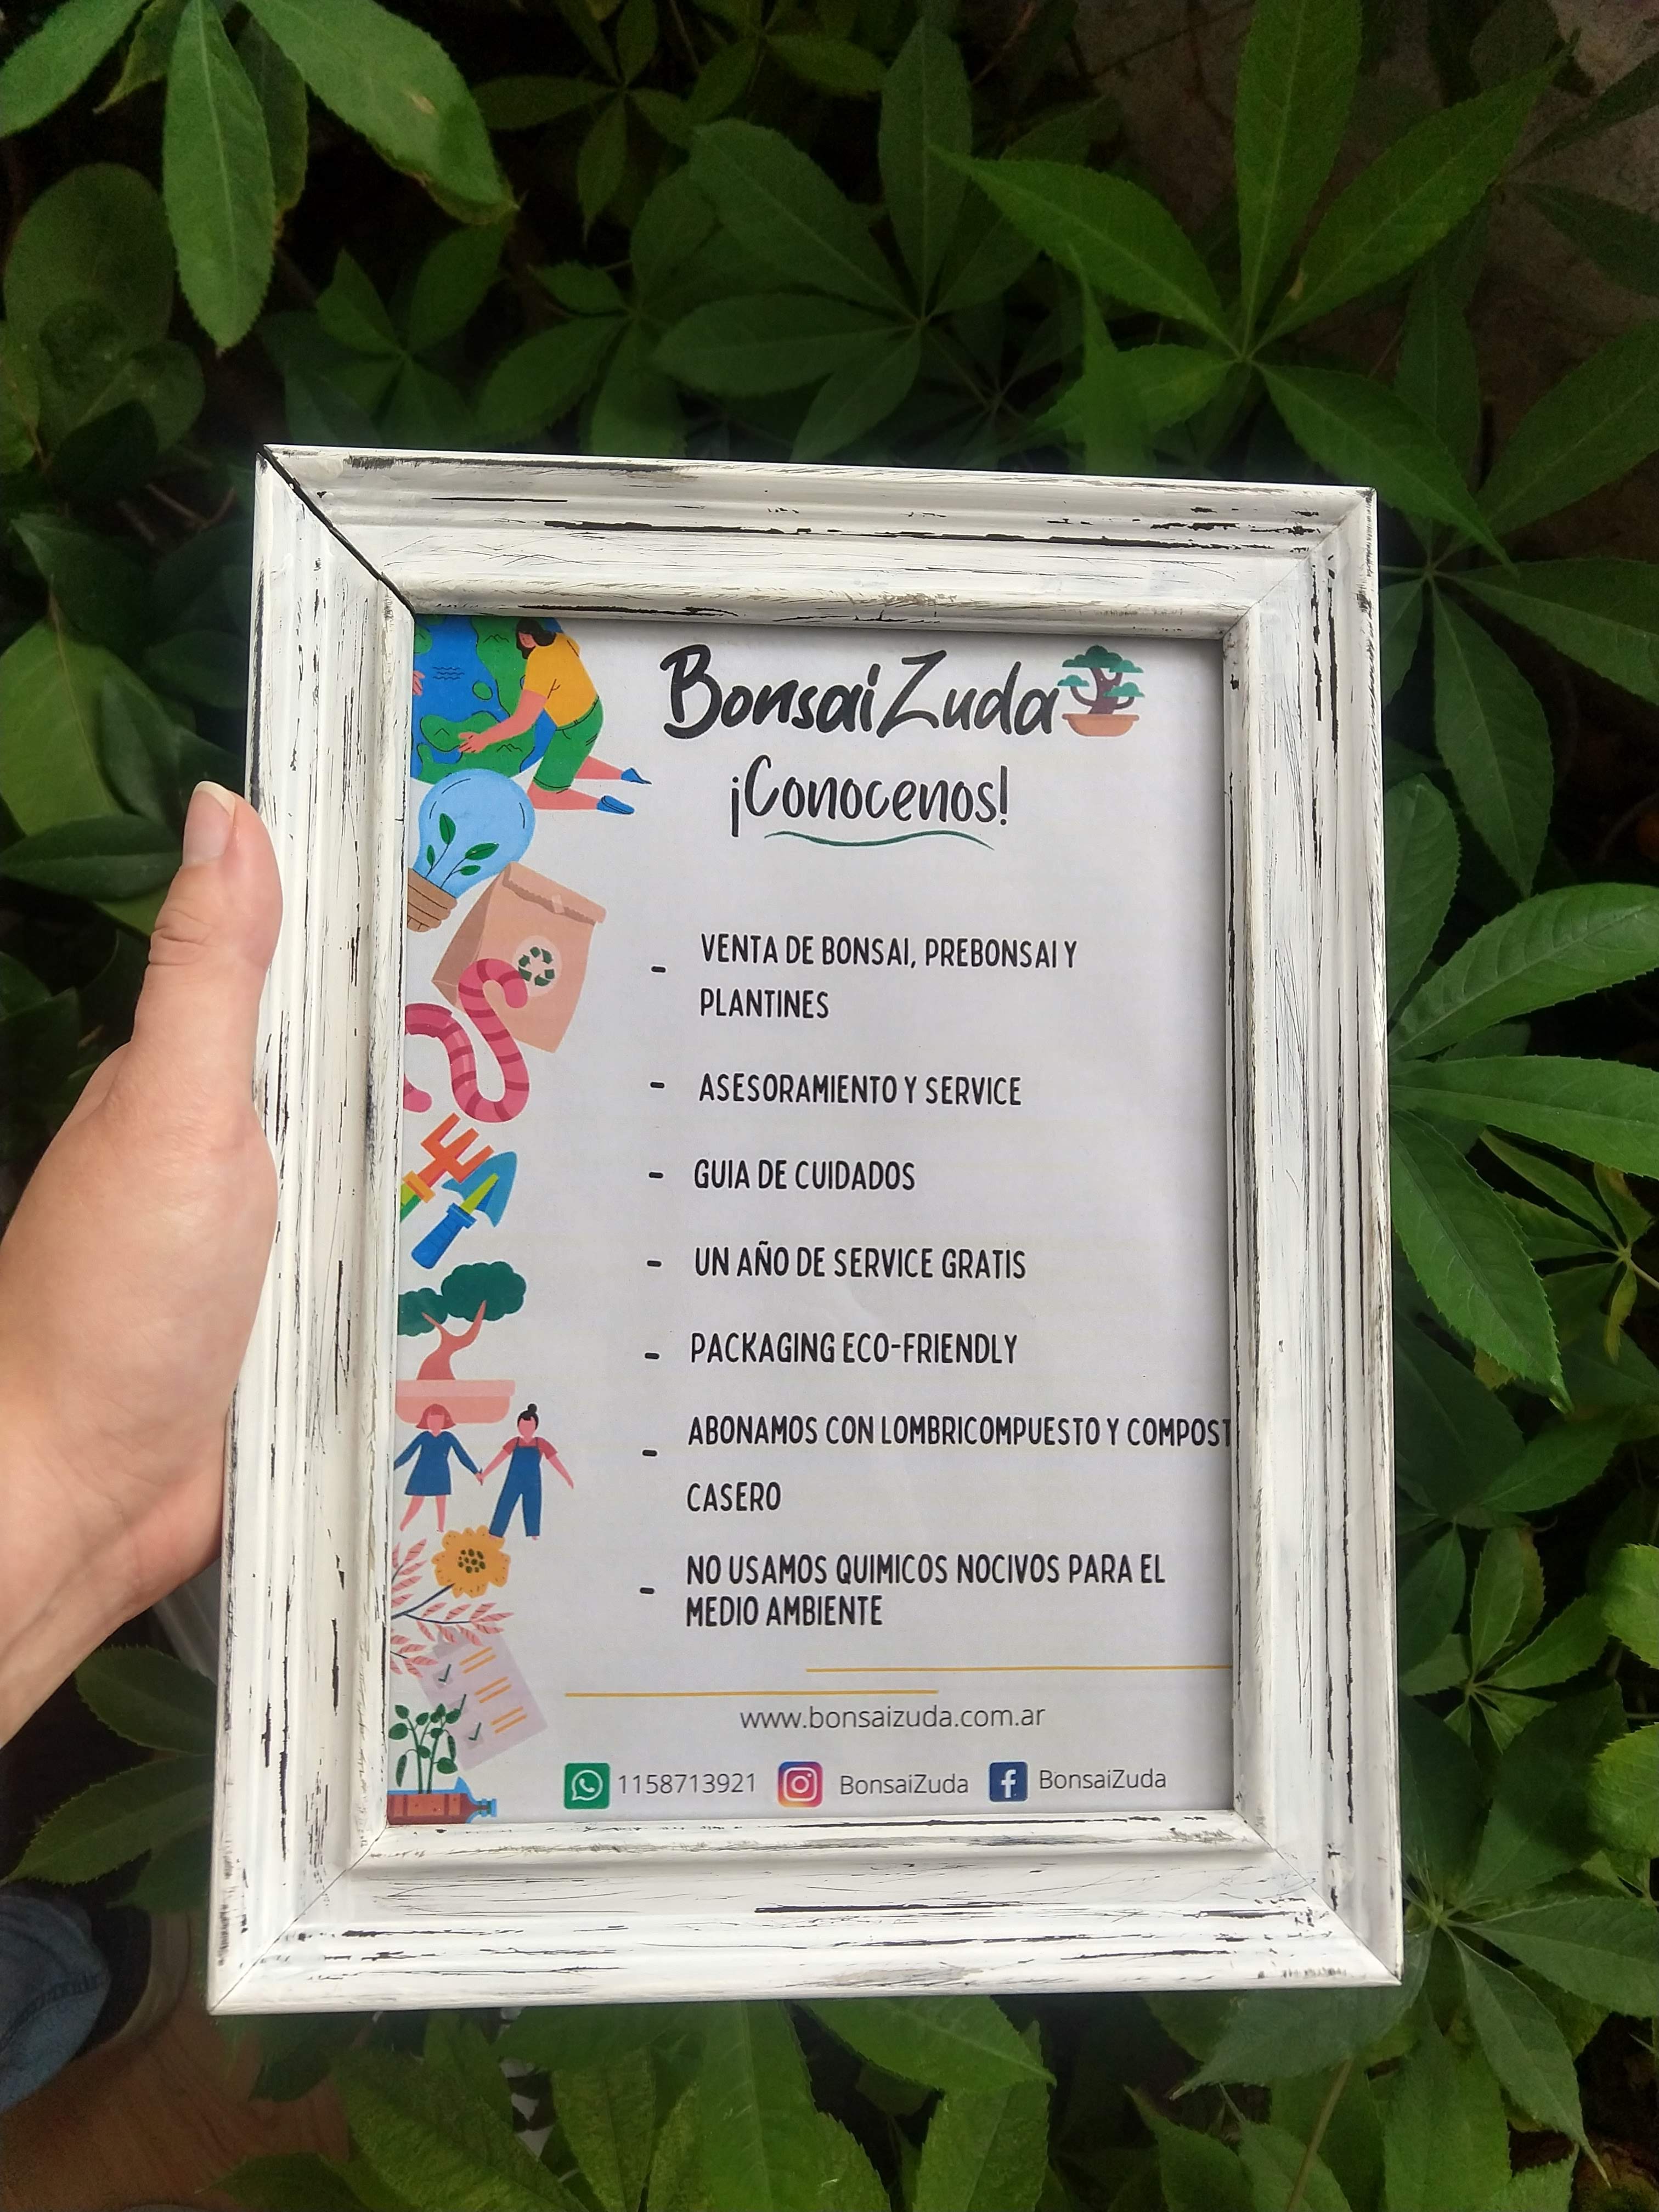 BonsaiZuda
¡Conocenos!
- VENTA DE BONSAI, PREBONSAI Y
PLANTINES
- ASESORAMIENTO Y SERVICE
- GUIA DE CUIDADOS
- UN AÑO DE SERVICE GRATIS
- PACKAGING ECO-FRIENDLY
- ABONAMOS CON LOMBRICOMPUESTO Y COMPOST
CASERO
- NO USAMOS QUIMICOS NOCIVOS PARA EL
MEDIO AMBIENTE
www.bonsaizuda.com.ar
1158713921 BonsaiZuda BonsaiZuda